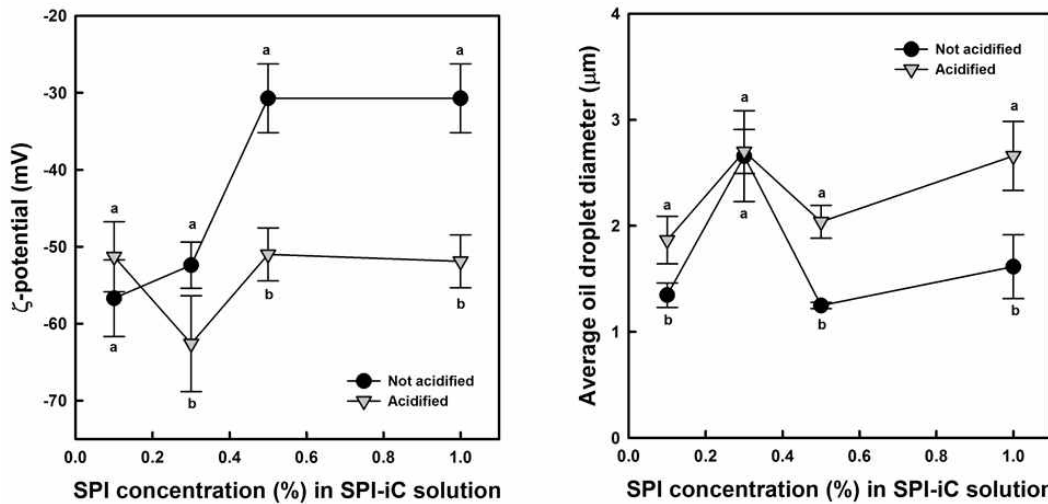 -20
-30
-40
-50
-60
-70
ζ-potential (mV)
a
a
a
a
a
b
b
b
Not acidified
Acidified
0.0 0.2 0.4 0.6 0.8 1.0
SPI concentration (%) in SPI-iC solution
4
3
2
1
0
Average oil droplet diameter (μm)
Not acidified
Acidified
a
a
a
a
a
b
b
b
0.0 0.2 0.4 0.6 0.8 1.0
SPI concentration (%) in SPI-iC solution